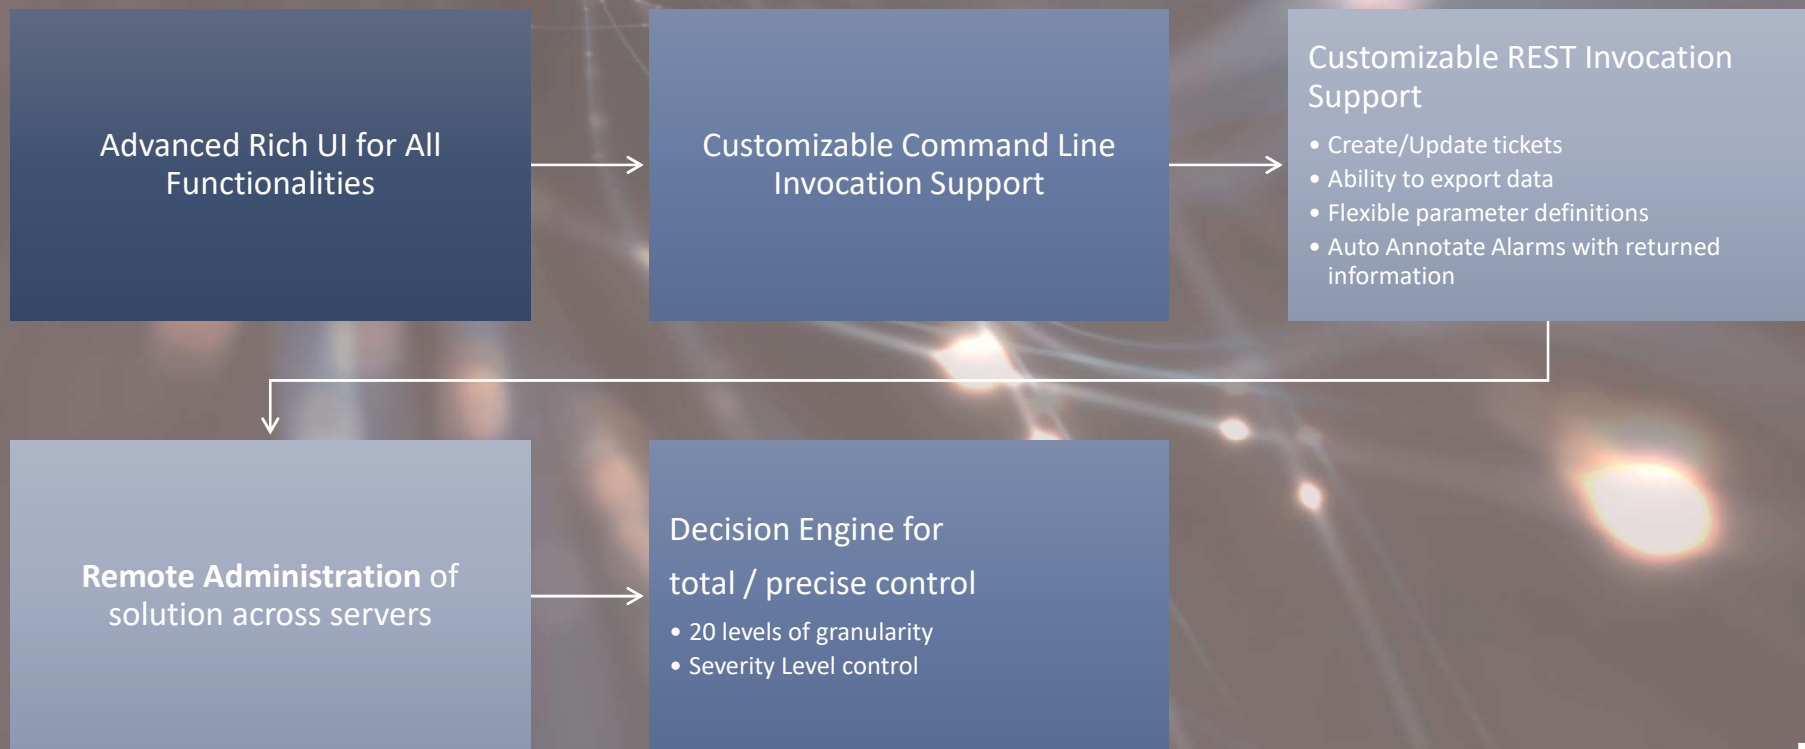 Advanced Rich UI for All
Functionalities
Customizable Command Line
Invocation Support
Customizable REST Invocation
Support
• Create/Update tickets
• Ability to export data
• Flexible parameter definitions
• Auto Annotate Alarms with returned
information
Remote Administration of
solution across servers
Decision Engine for
total / precise control
• 20 levels of granularity
• Severity Level control